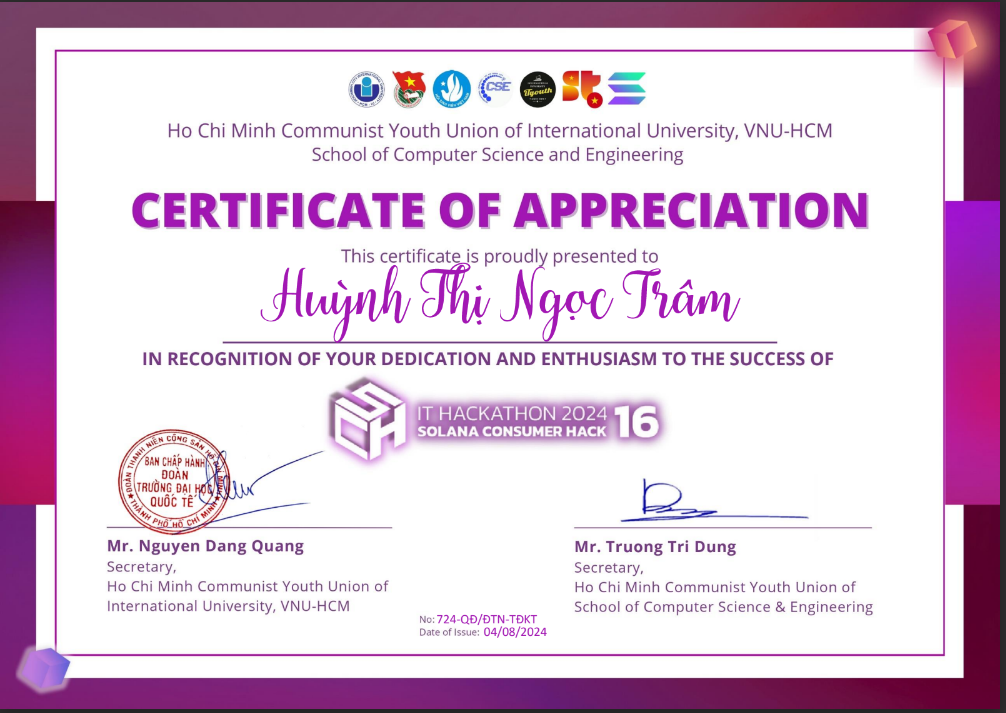 CSE
ITyouth
Ho Chi Minh Communist Youth Union of International University, VNU-HCM
School of Computer Science and Engineering
CERTIFICATE OF APPRECIATION
This certificate is proudly presented to
Huỳnh Thị Ngọc Trâm
IN RECOGNITION OF YOUR DEDICATION AND ENTHUSIASM TO THE SUCCESS OF
IT HACKATHON 2024
SOLANA CONSUMER HACK
16
ĐOÀN THANH NIÊN CỘNG SẢN HỒ CHÍ MINH
BAN CHẤP HÀNH
ĐOÀN
TRƯỜNG ĐẠI HỌC
QUỐC TẾ
THÀNH PHỐ HỒ CHÍ MINH
Mr. Nguyen Dang Quang
Secretary,
Ho Chi Minh Communist Youth Union of
International University, VNU-HCM
Mr. Truong Tri Dung
Secretary,
Ho Chi Minh Communist Youth Union of
School of Computer Science & Engineering
No: 724-QĐ/ĐTN-TĐKT
Date of Issue: 04/08/2024